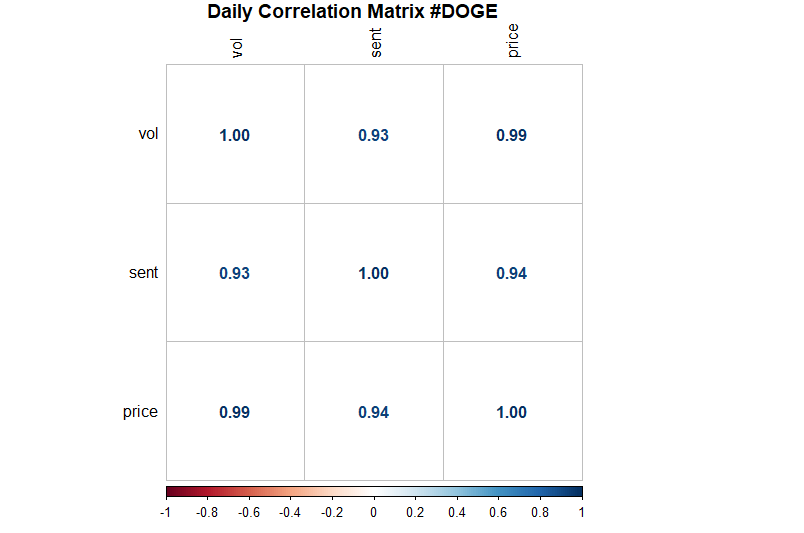 Daily Correlation Matrix #DOGE
vol sent price
vol 1.00 0.93 0.99
sent 0.93 1.00 0.94
price 0.99 0.94 1.00
-1 -0.8 -0.6 -0.4 -0.2 0 0.2 0.4 0.6 0.8 1